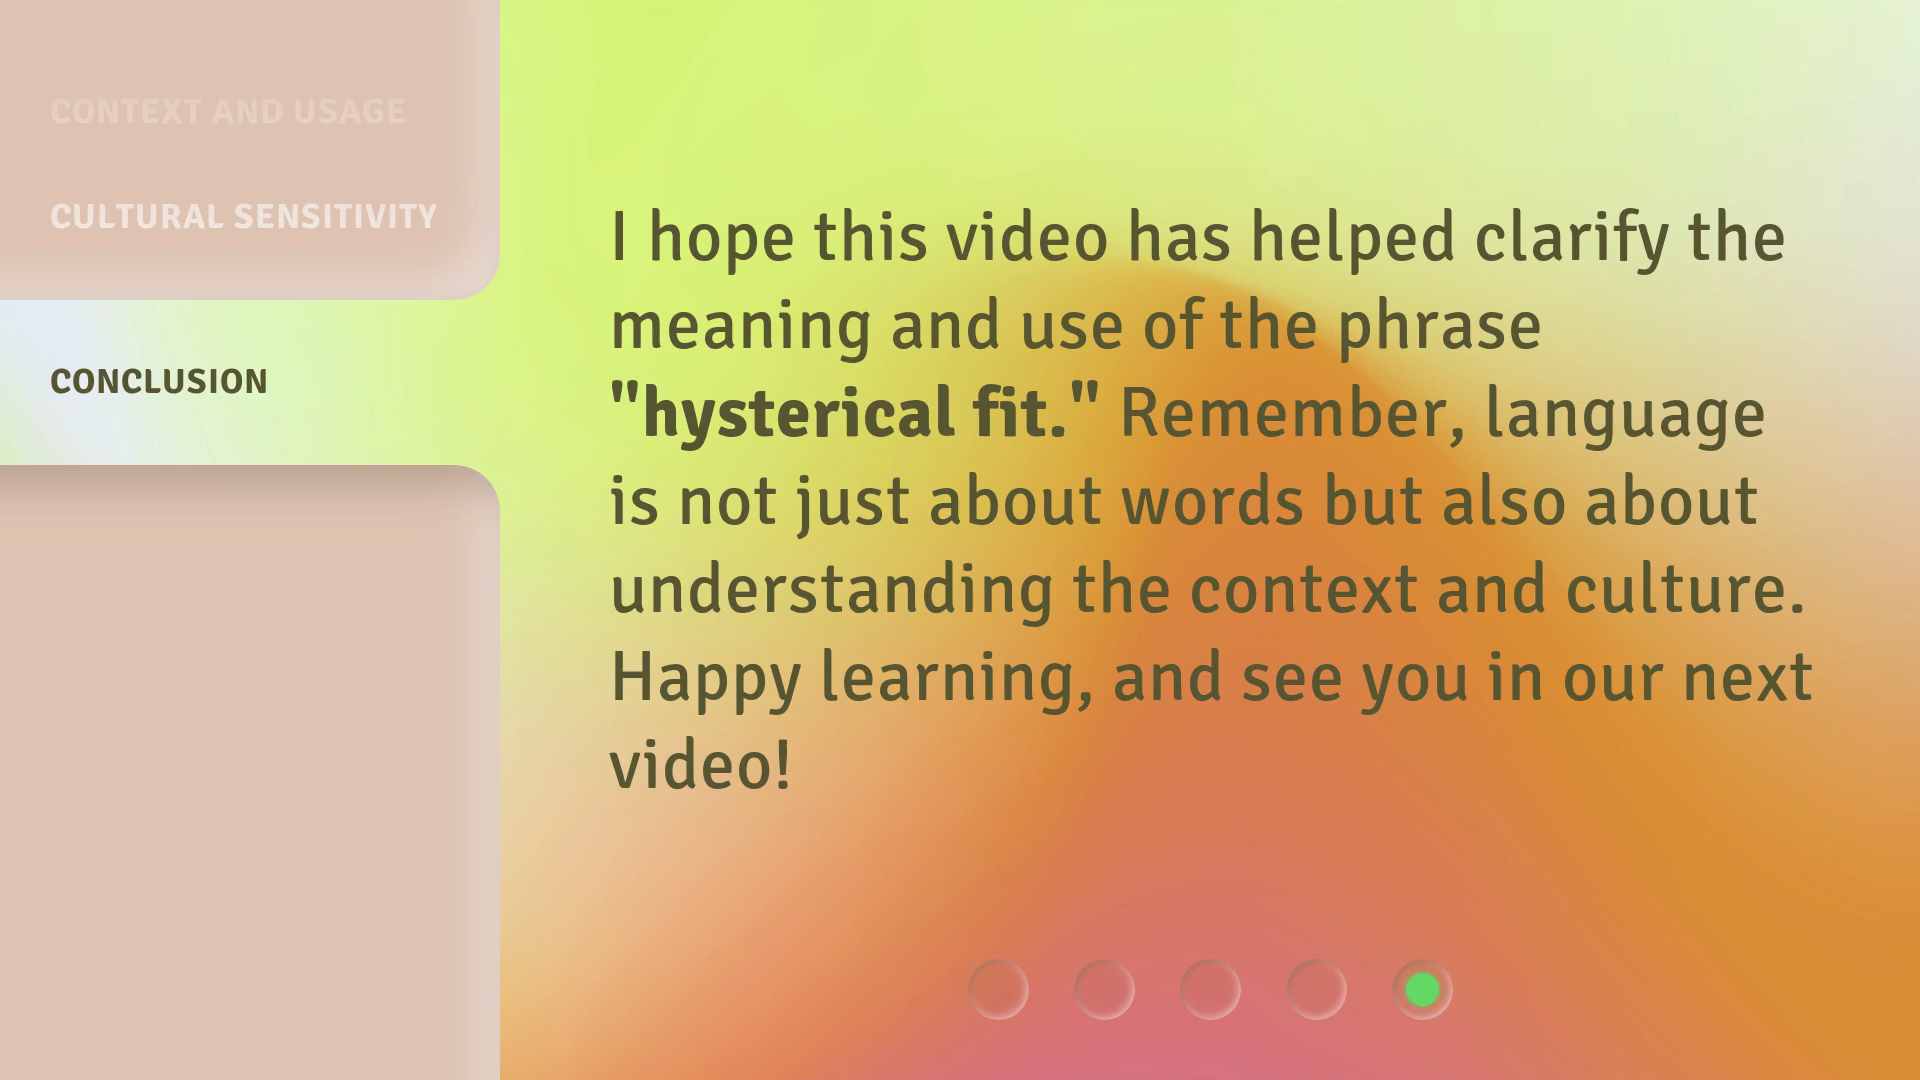 CONTEXT AND USAGE
CULTURAL SENSITIVITY
CONCLUSION
I hope this video has helped clarify the
meaning and use of the phrase
"hysterical fit." Remember, language
is not just about words but also about
understanding the context and culture.
Happy learning, and see you in our next
video!